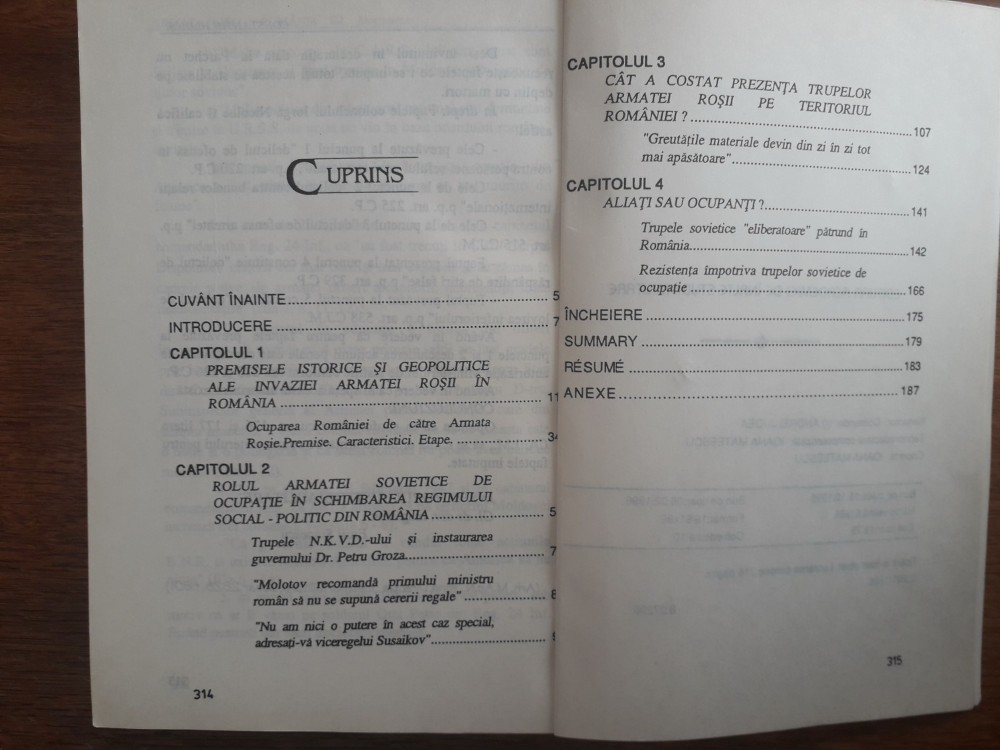 CUPRINS
CUVÂNT ÎNAINTE.......................................................... 5
INTRODUCERE .......................................................... 7
CAPITOLUL 1
PREMISELE ISTORICE ŞI GEOPOLITICE
ALE INVAZIEI ARMATEI ROŞII ÎN
ROMÂNIA .......................................................... 11
Ocuparea României de către Armata
Roşie.Premise. Caracteristici. Etape. .................... 34
CAPITOLUL 2
ROLUL ARMATEI SOVIETICE DE
OCUPAŢIE ÎN SCHIMBAREA REGIMULUI
SOCIAL - POLITIC DIN ROMÂNIA ........................ 5
Trupele N.K.V.D.-ului şi instaurarea
guvernului Dr. Petru Groza................................ 7
"Molotov recomandă primului ministru
român să nu se supună cererii regale" .................... 8
"Nu am nici o putere în acest caz special,
adresaţi-vă viceregelui Susaikov"......................... 1
314
CAPITOLUL 3
CÂT A COSTAT PREZENŢA TRUPELOR
ARMATEI ROŞII PE TERITORIUL
ROMÂNIEI ? .......................................................... 107
"Greutăţile materiale devin din zi în zi tot
mai apăsătoare".......................................................... 124
CAPITOLUL 4
ALIAŢI SAU OCUPANŢI ?........................................ 141
Trupele sovietice "eliberatoare" pătrund în
România.......................................................... 142
Rezistenţa împotriva trupelor sovietice de
ocupaţie .......................................................... 166
ÎNCHEIERE .......................................................... 175
SUMMARY .......................................................... 179
RÉSUMÉ .......................................................... 183
ANEXE.......................................................... 187
315